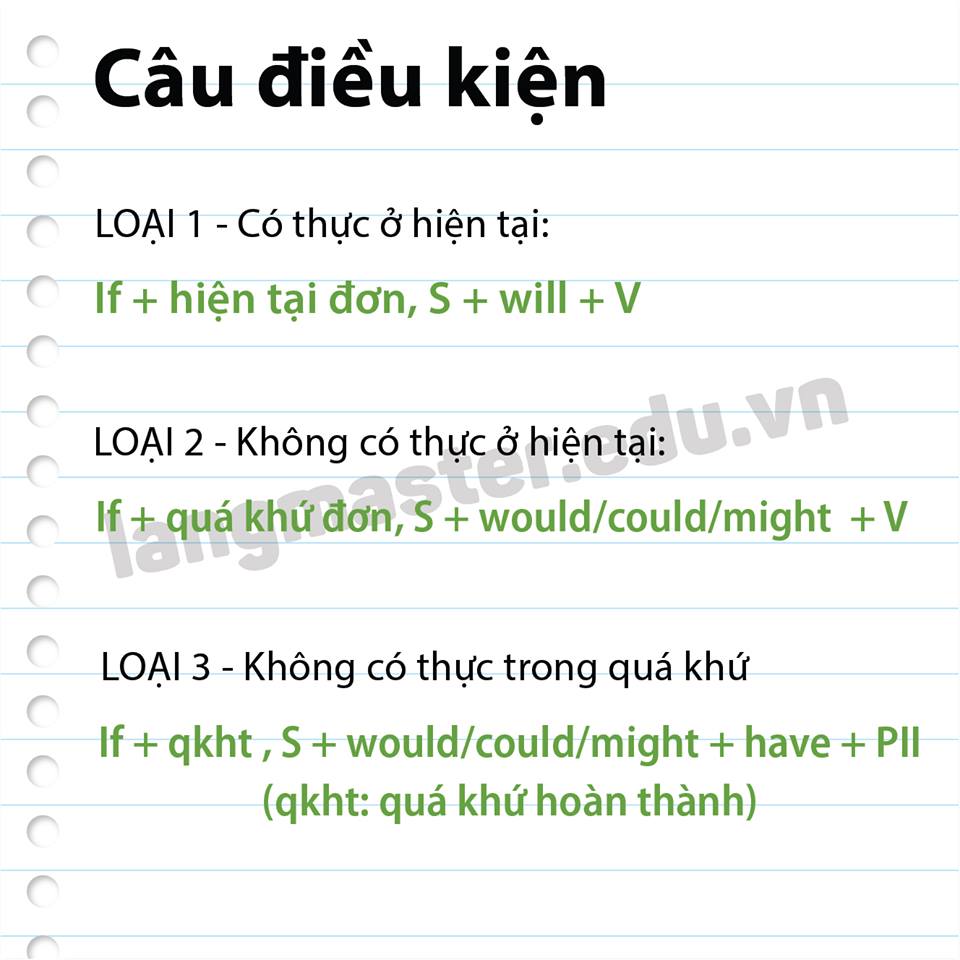 Câu điều kiện
LOẠI 1 - Có thực ở hiện tại:
If + hiện tại đơn, S + will + V
LOẠI 2 - Không có thực ở hiện tại:
If + quá khứ đơn, S + would/could/might + V
langmaster.edu.vn
LOẠI 3 - Không có thực trong quá khứ
If + qkht , S + would/could/might + have + PII
(qkht: quá khứ hoàn thành)